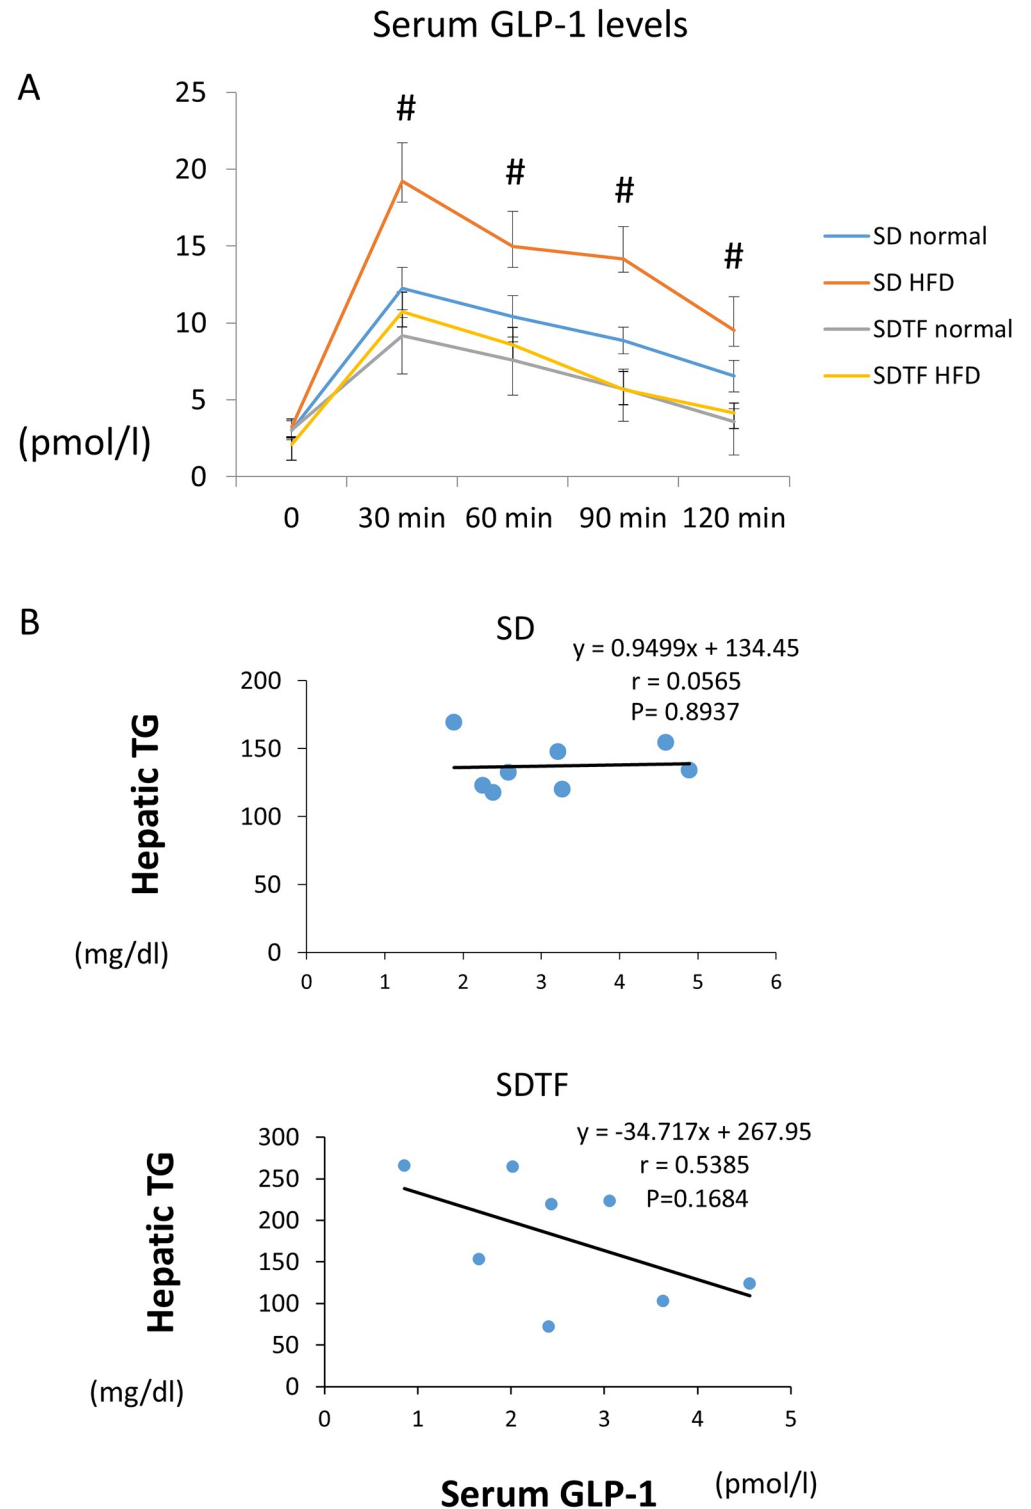 Serum GLP-1 levels
A
25
20
15
10
5
0
(pmol/l)
# # # #
0 30 min 60 min 90 min 120 min
SD normal
SD HFD
SDTF normal
SDTF HFD
B
SD
y = 0.9499x + 134.45
r = 0.0565
P= 0.8937
Hepatic TG
(mg/dl)
200
150
100
50
0
0 1 2 3 4 5 6
SDTF
y = -34.717x + 267.95
r = 0.5385
P=0.1684
Hepatic TG
(mg/dl)
300
250
200
150
100
50
0
0 1 2 3 4 5
Serum GLP-1 (pmol/l)